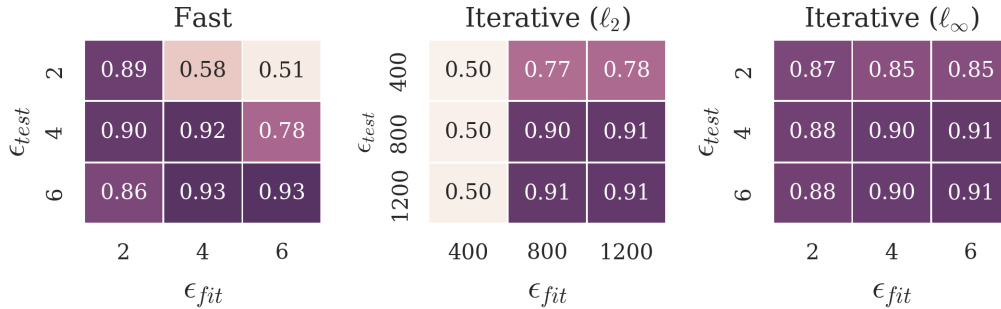 Fast
ϵtest
2 0.89 0.58 0.51
4 0.90 0.92 0.78
6 0.86 0.93 0.93
2 4 6
ϵfit
Iterative (ℓ2)
ϵtest
400 0.50 0.77 0.78
800 0.50 0.90 0.91
1200 0.50 0.91 0.91
400 800 1200
ϵfit
Iterative (ℓ∞)
ϵtest
2 0.87 0.85 0.85
4 0.88 0.90 0.91
6 0.88 0.90 0.91
2 4 6
ϵfit